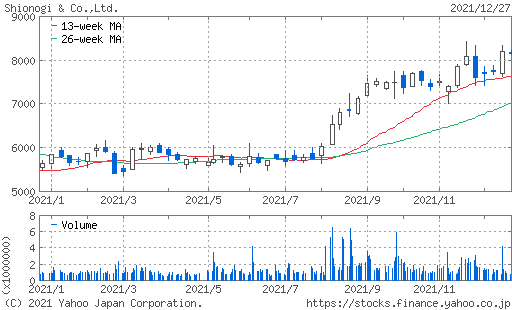 Shionogi & Co.,Ltd. 2021/12/27
13-week MA
26-week MA
9000
8000
7000
6000
5000
2021/1 2021/3 2021/5 2021/7 2021/9 2021/11
Volume
8
6
4
2
0
(x1000000)
2021/1 2021/3 2021/5 2021/7 2021/9 2021/11
(C) 2021 Yahoo Japan Corporation. https://stocks.finance.yahoo.co.jp